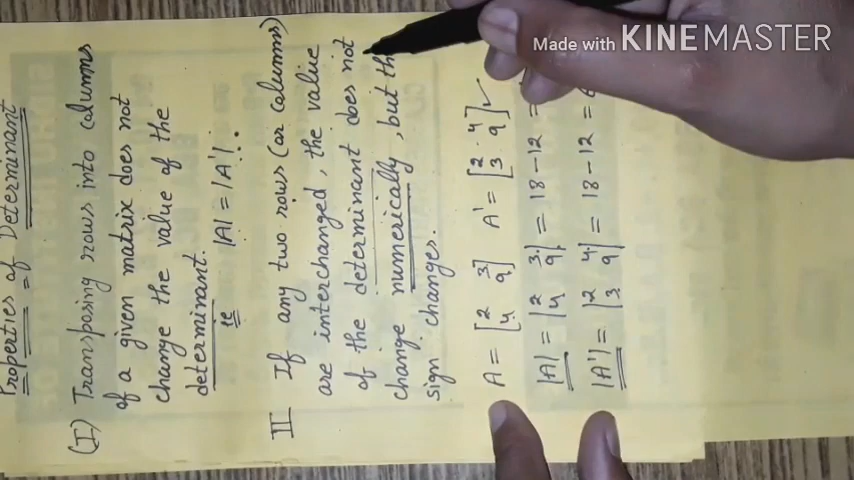 Properties of Determinant
(I) Transposing rows into columns
of a given matrix does not
change the value of the
determinant.
ie |A| = |A'|.
II If any two rows (or columns)
are interchanged, the value
of the determinant does not
change numerically, but th
sign changes.
A = [2 3 4 9] A' = [2 4 3 9] ✓
|A| = |2 3 4 9| = 18 - 12 =
|A'| = |2 4 3 9| = 18 - 12 =
Made with KINEMASTER